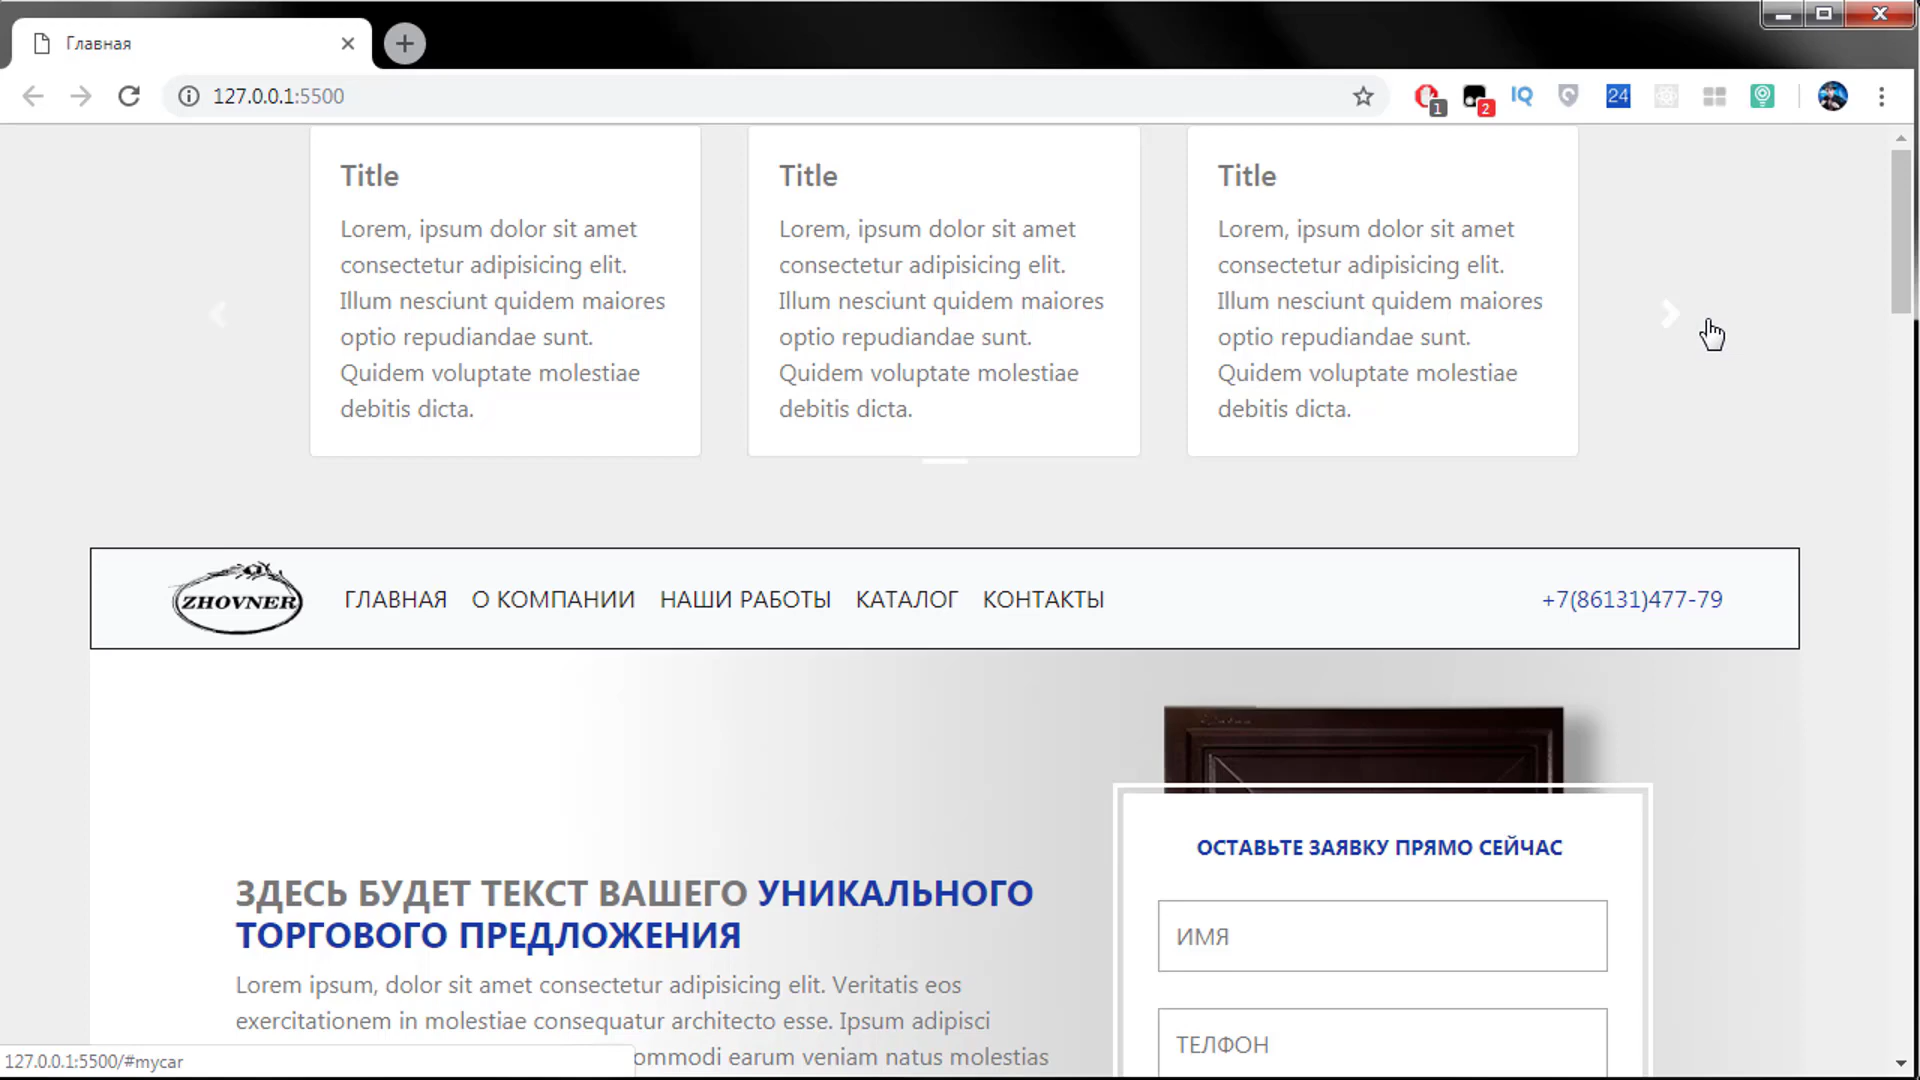 Главная
127.0.0.1:5500
1
2
IQ
24
Title
Lorem, ipsum dolor sit amet
consectetur adipisicing elit.
Illum nesciunt quidem maiores
optio repudiandae sunt.
Quidem voluptate molestiae
debitis dicta.
Title
Lorem, ipsum dolor sit amet
consectetur adipisicing elit.
Illum nesciunt quidem maiores
optio repudiandae sunt.
Quidem voluptate molestiae
debitis dicta.
Title
Lorem, ipsum dolor sit amet
consectetur adipisicing elit.
Illum nesciunt quidem maiores
optio repudiandae sunt.
Quidem voluptate molestiae
debitis dicta.
ZHOVNER
ГЛАВНАЯ О КОМПАНИИ НАШИ РАБОТЫ КАТАЛОГ КОНТАКТЫ
+7(86131)477-79
ЗДЕСЬ БУДЕТ ТЕКСТ ВАШЕГО УНИКАЛЬНОГО
ТОРГОВОГО ПРЕДЛОЖЕНИЯ
Lorem ipsum, dolor sit amet consectetur adipisicing elit. Veritatis eos
exercitationem in molestiae consequatur architecto esse. Ipsum adipisci
ommodi earum veniam natus molestias
ОСТАВЬТЕ ЗАЯВКУ ПРЯМО СЕЙЧАС
ИМЯ
ТЕЛФОН
127.0.0.1:5500/#mycar